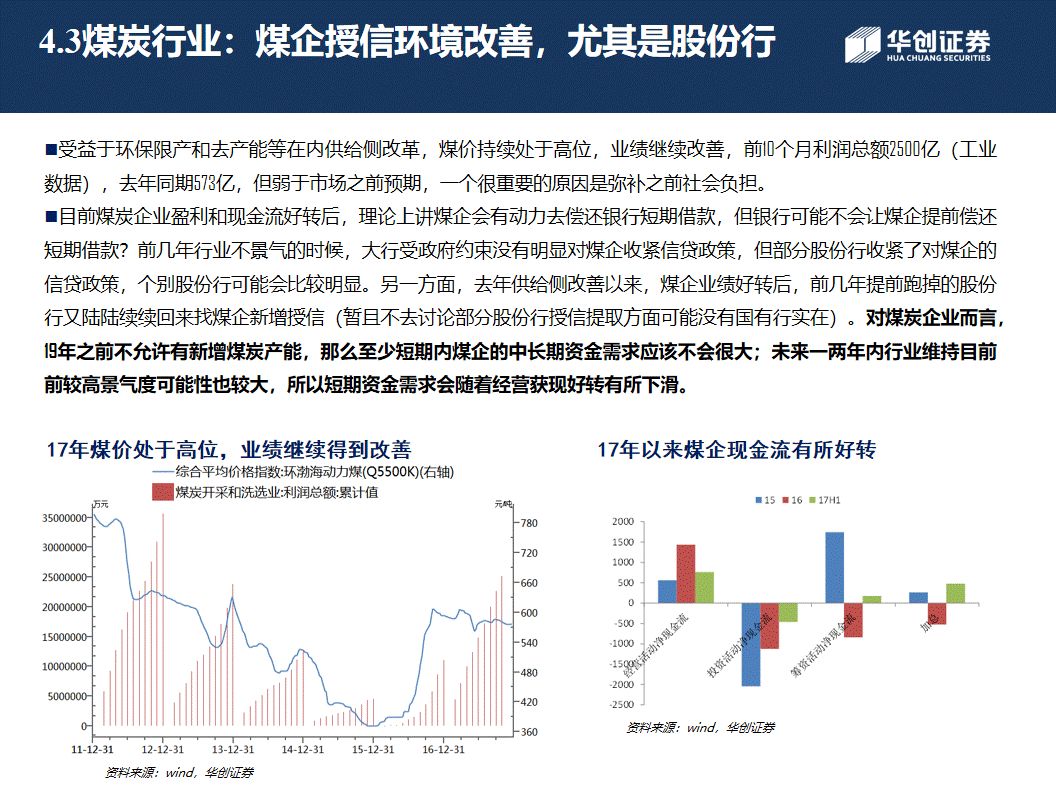 4.3煤炭行业：煤企授信环境改善，尤其是股份行
华创证券
HUA CHUANG SECURITIES
■受益于环保限产和去产能等在内供给侧改革，煤价持续处于高位，业绩继续改善，前10个月利润总额2500亿（工业
数据），去年同期573亿，但弱于市场之前预期，一个很重要的原因是弥补之前社会负担。
■目前煤炭企业盈利和现金流好转后，理论上讲煤企会有动力去偿还银行短期借款，但银行可能不会让煤企提前偿还
短期借款？前几年行业不景气的时候，大行受政府约束没有明显对煤企收紧信贷政策，但部分股份行收紧了对煤企的
信贷政策，个别股份行可能会比较明显。另一方面，去年供给侧改善以来，煤企业绩好转后，前几年提前跑掉的股份
行又陆陆续续回来找煤企新增授信（暂且不去讨论部分股份行授信提取方面可能没有国有行实在）。对煤炭企业而言，
19年之前不允许有新增煤炭产能，那么至少短期内煤企的中长期资金需求应该不会很大；未来一两年内行业维持目前
前较高景气度可能性也较大，所以短期资金需求会随着经营获现好转有所下滑。
17年煤价处于高位，业绩继续得到改善
综合平均价格指数:环渤海动力煤(Q5500K)(右轴)
煤炭开采和洗选业:利润总额:累计值
万元
元/吨
35000000
30000000
25000000
20000000
15000000
10000000
5000000
0
780
720
660
600
540
480
420
360
11-12-31 12-12-31 13-12-31 14-12-31 15-12-31 16-12-31
资料来源：wind，华创证券
17年以来煤企现金流有所好转
15 16 17H1
2000
1500
1000
500
0
-500
-1000
-1500
-2000
-2500
经营活动净现金流
投资活动净现金流
筹资活动净现金流
加总
资料来源：wind，华创证券